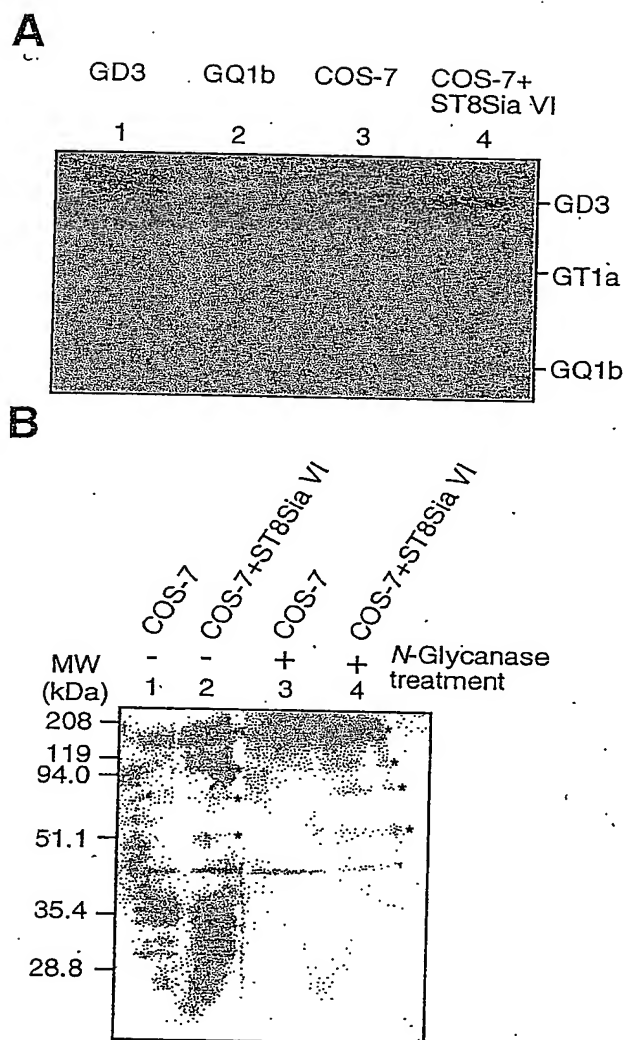 A
GD3 GQ1b COS-7 COS-7+
ST8Sia VI
1 2 3 4
GD3
GT1a
GQ1b
B
COS-7 COS-7+ST8Sia VI COS-7 COS-7+ST8Sia VI
MW - - + + N-Glycanase
(kDa) 1 2 3 4 treatment
208
119
94.0
51.1
35.4
28.8